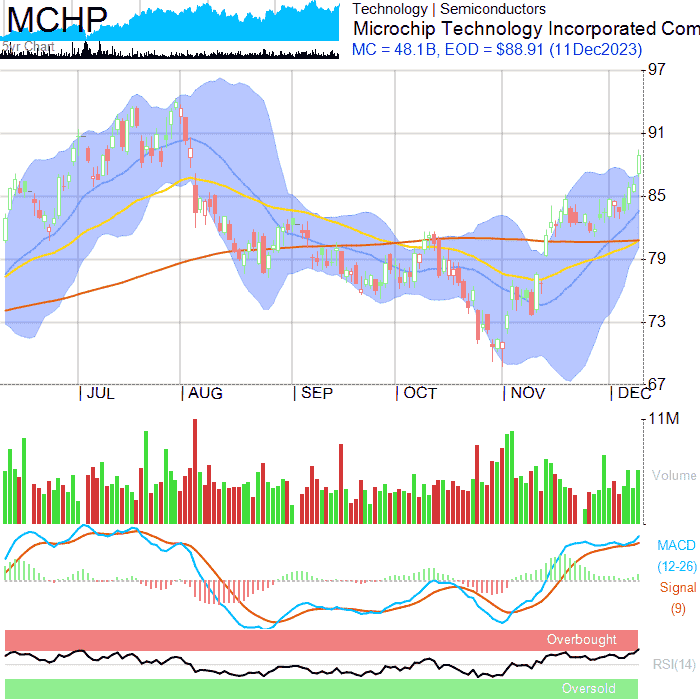 MCHP
5yr Chart
Technology | Semiconductors
Microchip Technology Incorporated Com
MC = 48.1B, EOD = $88.91 (11Dec2023)
97
91
85
79
73
67
| JUL
| AUG
| SEP
| OCT
| NOV
| DEC
11M
Volume
MACD
(12-26)
Signal
(9)
Overbought
RSI(14)
Oversold